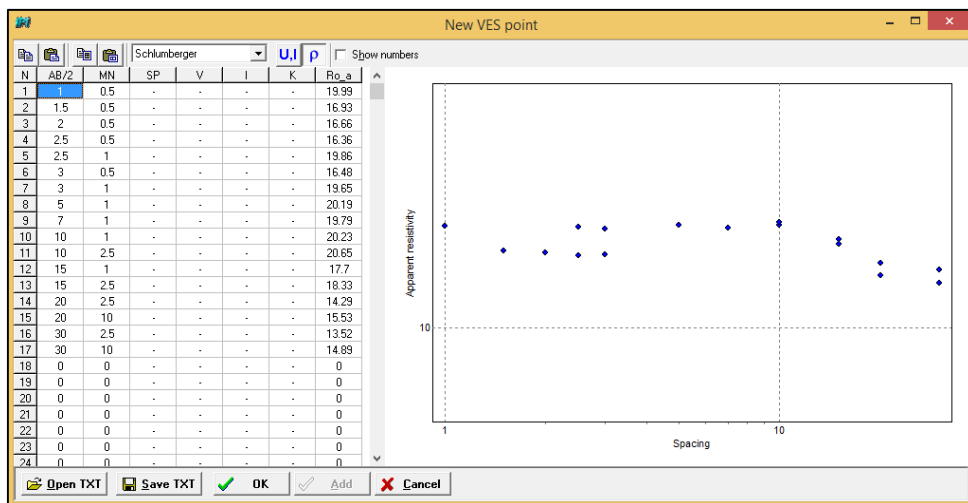 New VES point
Schlumberger U,I ρ Show numbers
N AB/2 MN SP V I K Ro_a
1 1 0.5 - - - - 19.99
2 1.5 0.5 - - - - 16.93
3 2 0.5 - - - - 16.66
4 2.5 0.5 - - - - 16.36
5 2.5 1 - - - - 19.86
6 3 0.5 - - - - 16.48
7 3 1 - - - - 19.65
8 5 1 - - - - 20.19
9 7 1 - - - - 19.79
10 10 1 - - - - 20.23
11 10 2.5 - - - - 20.65
12 15 1 - - - - 17.7
13 15 2.5 - - - - 18.33
14 20 2.5 - - - - 14.29
15 20 10 - - - - 15.53
16 30 2.5 - - - - 13.52
17 30 10 - - - - 14.89
18 0 0 - - - - 0
19 0 0 - - - - 0
20 0 0 - - - - 0
21 0 0 - - - - 0
22 0 0 - - - - 0
23 0 0 - - - - 0
24 0 0 - - - - 0
Apparent resistivity
10
1 10
Spacing
Open TXT Save TXT OK Add Cancel